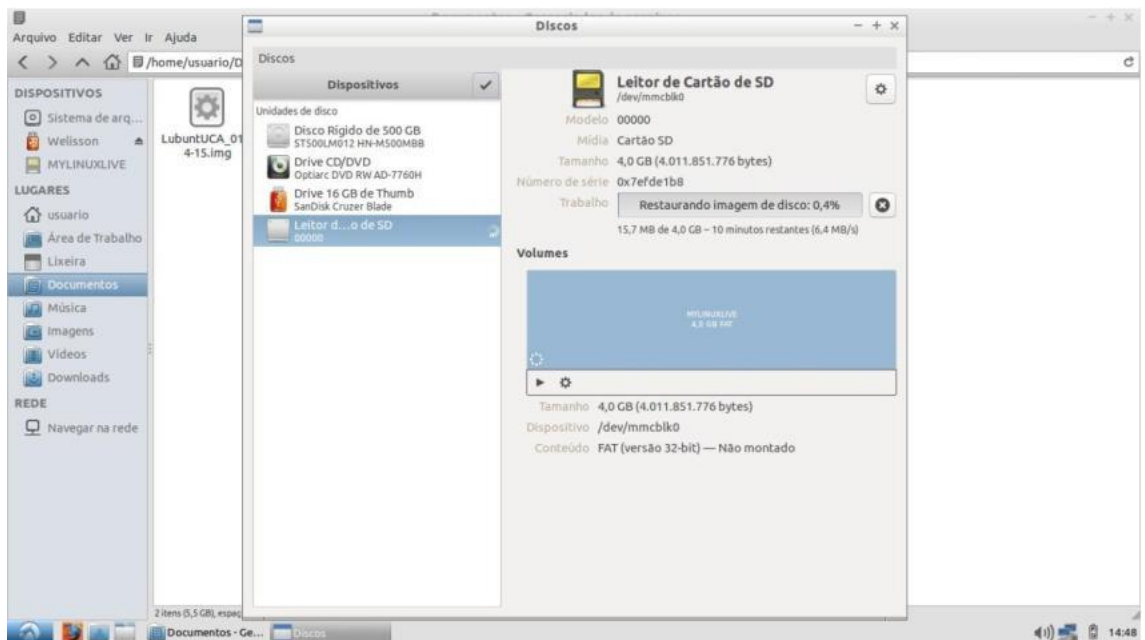 Arquivo Editar Ver Ir Ajuda
/home/usuario/D
DISPOSITIVOS
Sistema de arq...
Welisson
MYLINUXLIVE
LUGARES
usuario
Área de Trabalho
Lixeira
Documentos
Música
Imagens
Vídeos
Downloads
REDE
Navegar na rede
LubuntUCA_01
4-15.img
2 itens (5,5 GB), espaç
Discos
Discos
Dispositivos
Unidades de disco
Disco Rígido de 500 GB
ST500LM012 HN-M500MBB
Drive CD/DVD
Optiarc DVD RW AD-7760H
Drive 16 GB de Thumb
SanDisk Cruzer Blade
Leitor d...o de SD
00000
Leitor de Cartão de SD
/dev/mmcblk0
Modelo 00000
Mídia Cartão SD
Tamanho 4,0 GB (4.011.851.776 bytes)
Número de série 0x7efde1b8
Trabalho Restaurando imagem de disco: 0,4%
15,7 MB de 4,0 GB – 10 minutos restantes (6,4 MB/s)
Volumes
MYLINUXLIVE
4,0 GB FAT
Tamanho 4,0 GB (4.011.851.776 bytes)
Dispositivo /dev/mmcblk0
Conteúdo FAT (versão 32-bit) — Não montado
Documentos - Ge...
Discos
14:48